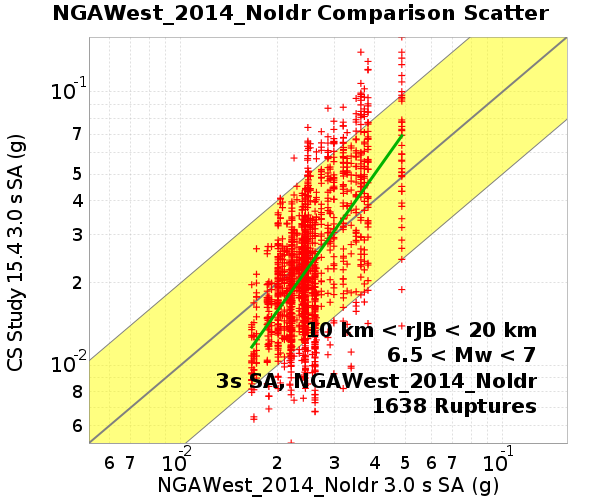 NGAWest_2014_NoIdr Comparison Scatter
CS Study 15.4 3.0 s SA (g)
10-1
7
5
4
3
2
10-2
8
6
10 km < rJB < 20 km
6.5 < Mw < 7
3s SA, NGAWest_2014_NoIdr
1638 Ruptures
6 7 10-2 2 3 4 5 6 7 10-1
NGAWest_2014_NoIdr 3.0 s SA (g)